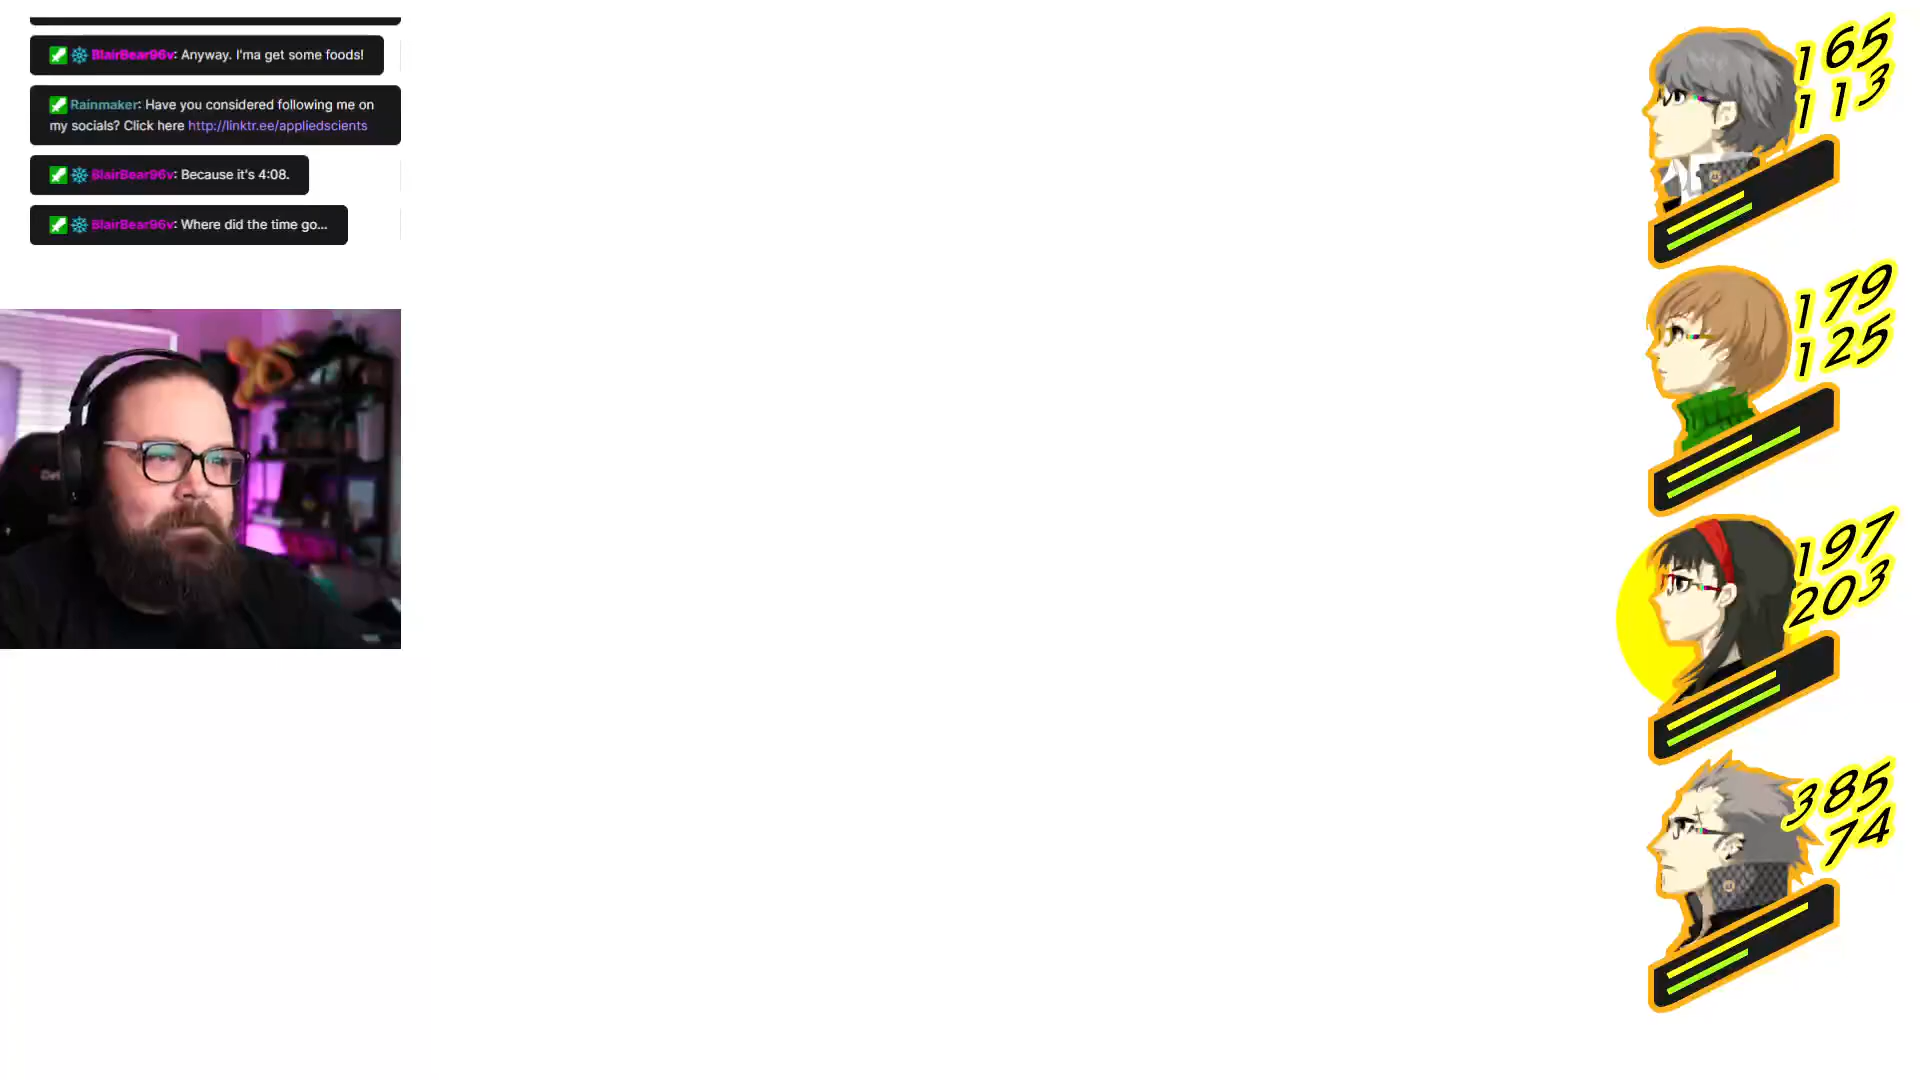 BlairBear96v: Anyway. I'ma get some foods!
Rainmaker: Have you considered following me on
my socials? Click here http://linktr.ee/appliedscients
BlairBear96v: Because it's 4:08.
BlairBear96v: Where did the time go...
165
113
179
125
197
203
385
74